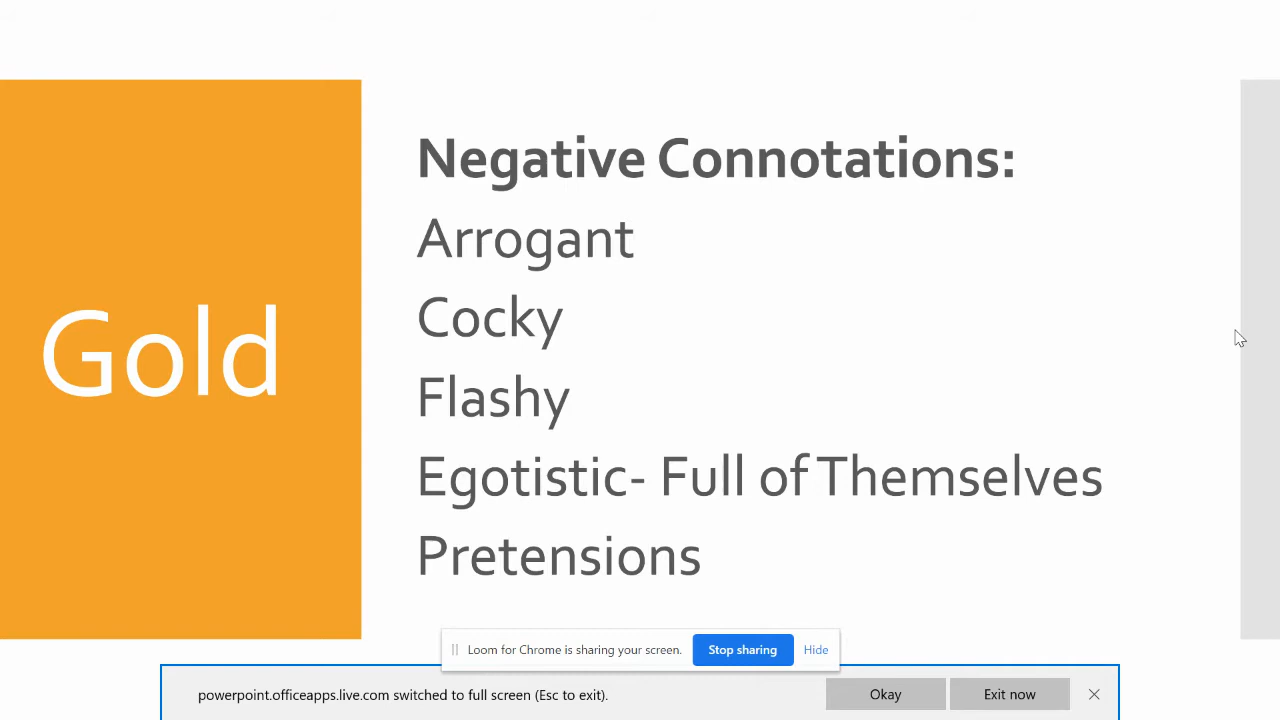 Gold
Negative Connotations:
Arrogant
Cocky
Flashy
Egotistic- Full of Themselves
Pretensions
Loom for Chrome is sharing your screen. Stop sharing Hide
powerpoint.officeapps.live.com switched to full screen (Esc to exit). Okay Exit now